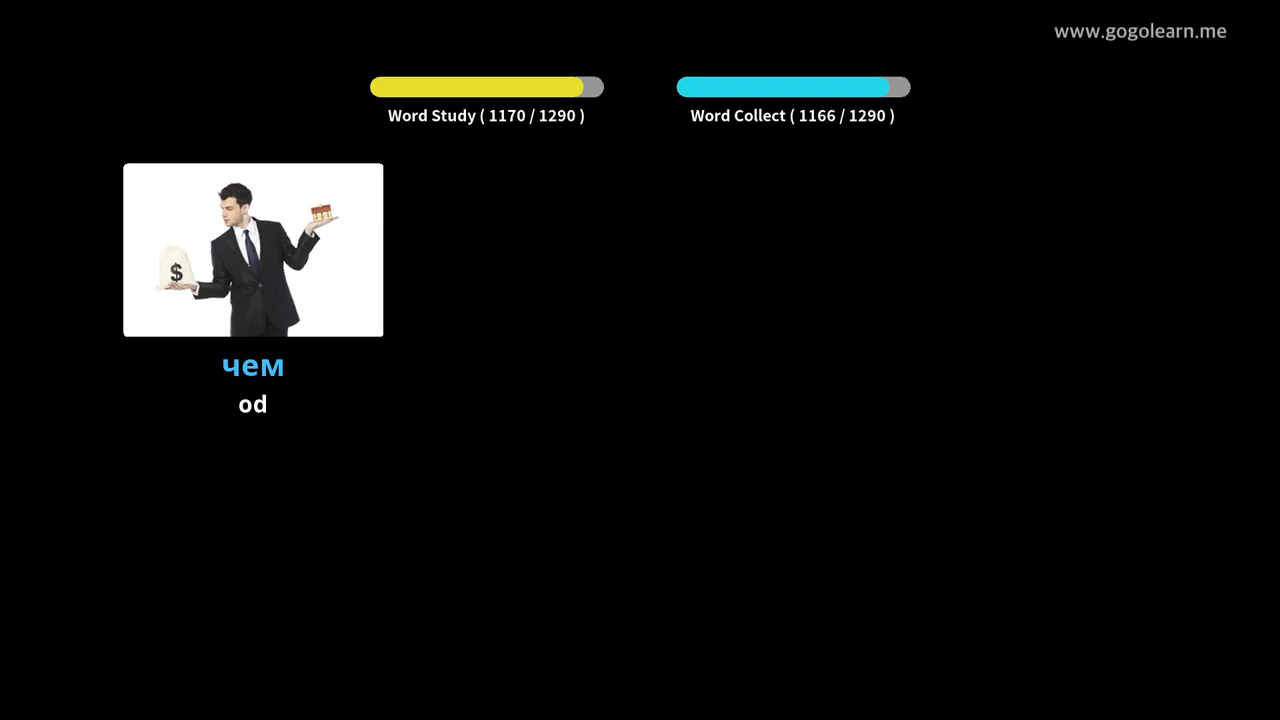 www.gogolearn.me
Word Study ( 1170 / 1290 )
Word Collect ( 1166 / 1290 )
$
чем
od